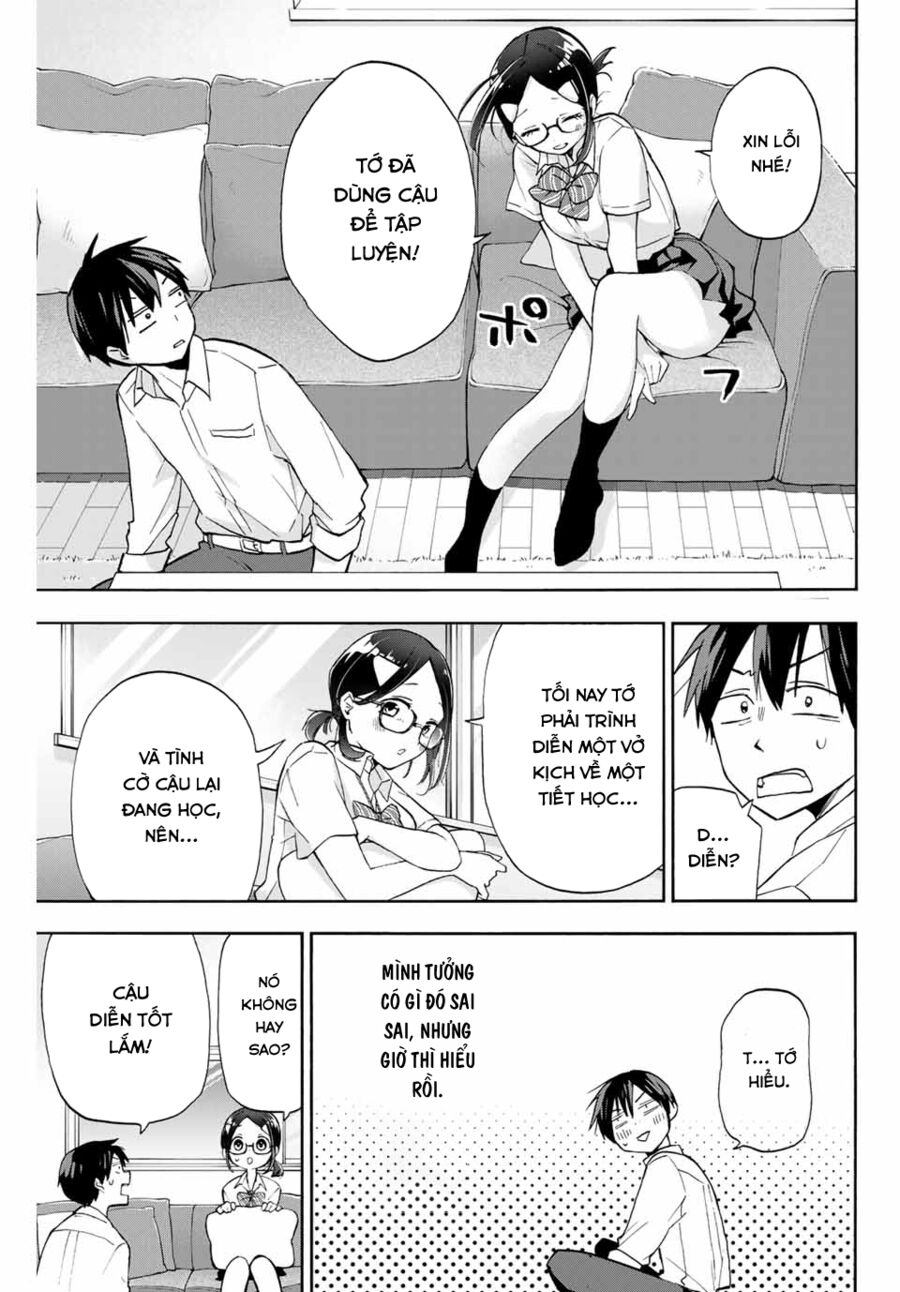 XIN LỖI
NHÉ!
TỚ ĐÃ
DÙNG CẬU
ĐỂ TẬP
LUYỆN!
ポ
フ
D...
DIỄN?
TỐI NAY TỚ
PHẢI TRÌNH
DIỄN MỘT VỞ
KỊCH VỀ MỘT
TIẾT HỌC...
VÀ TÌNH
CỜ CẬU LẠI
ĐANG HỌC,
NÊN...
T... TỚ
HIỂU.
MÌNH TƯỞNG
CÓ GÌ ĐÓ SAI
SAI, NHƯNG
GIỜ THÌ HIỂU
RỒI.
NÓ
KHÔNG
HAY
SAO?
CẬU
DIỄN TỐT
LẮM!